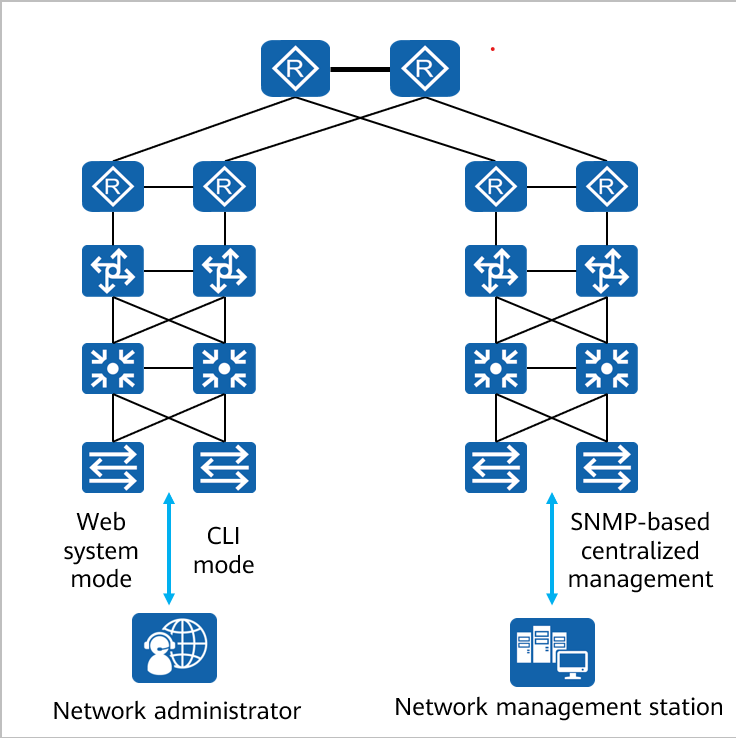 R R
R R R R
Web
system
mode
CLI
mode
SNMP-based
centralized
management
Network administrator
Network management station